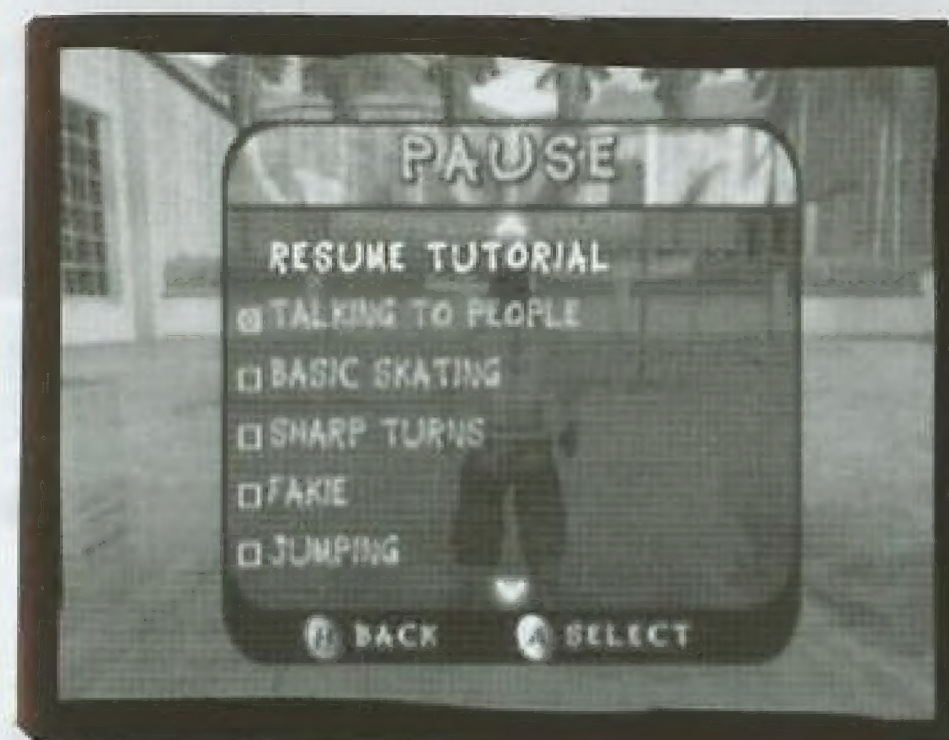 PAUSE
RESUME TUTORIAL
TALKING TO PEOPLE
BASIC SKATING
SHARP TURNS
FAKIE
JUMPING
BACK
A SELECT